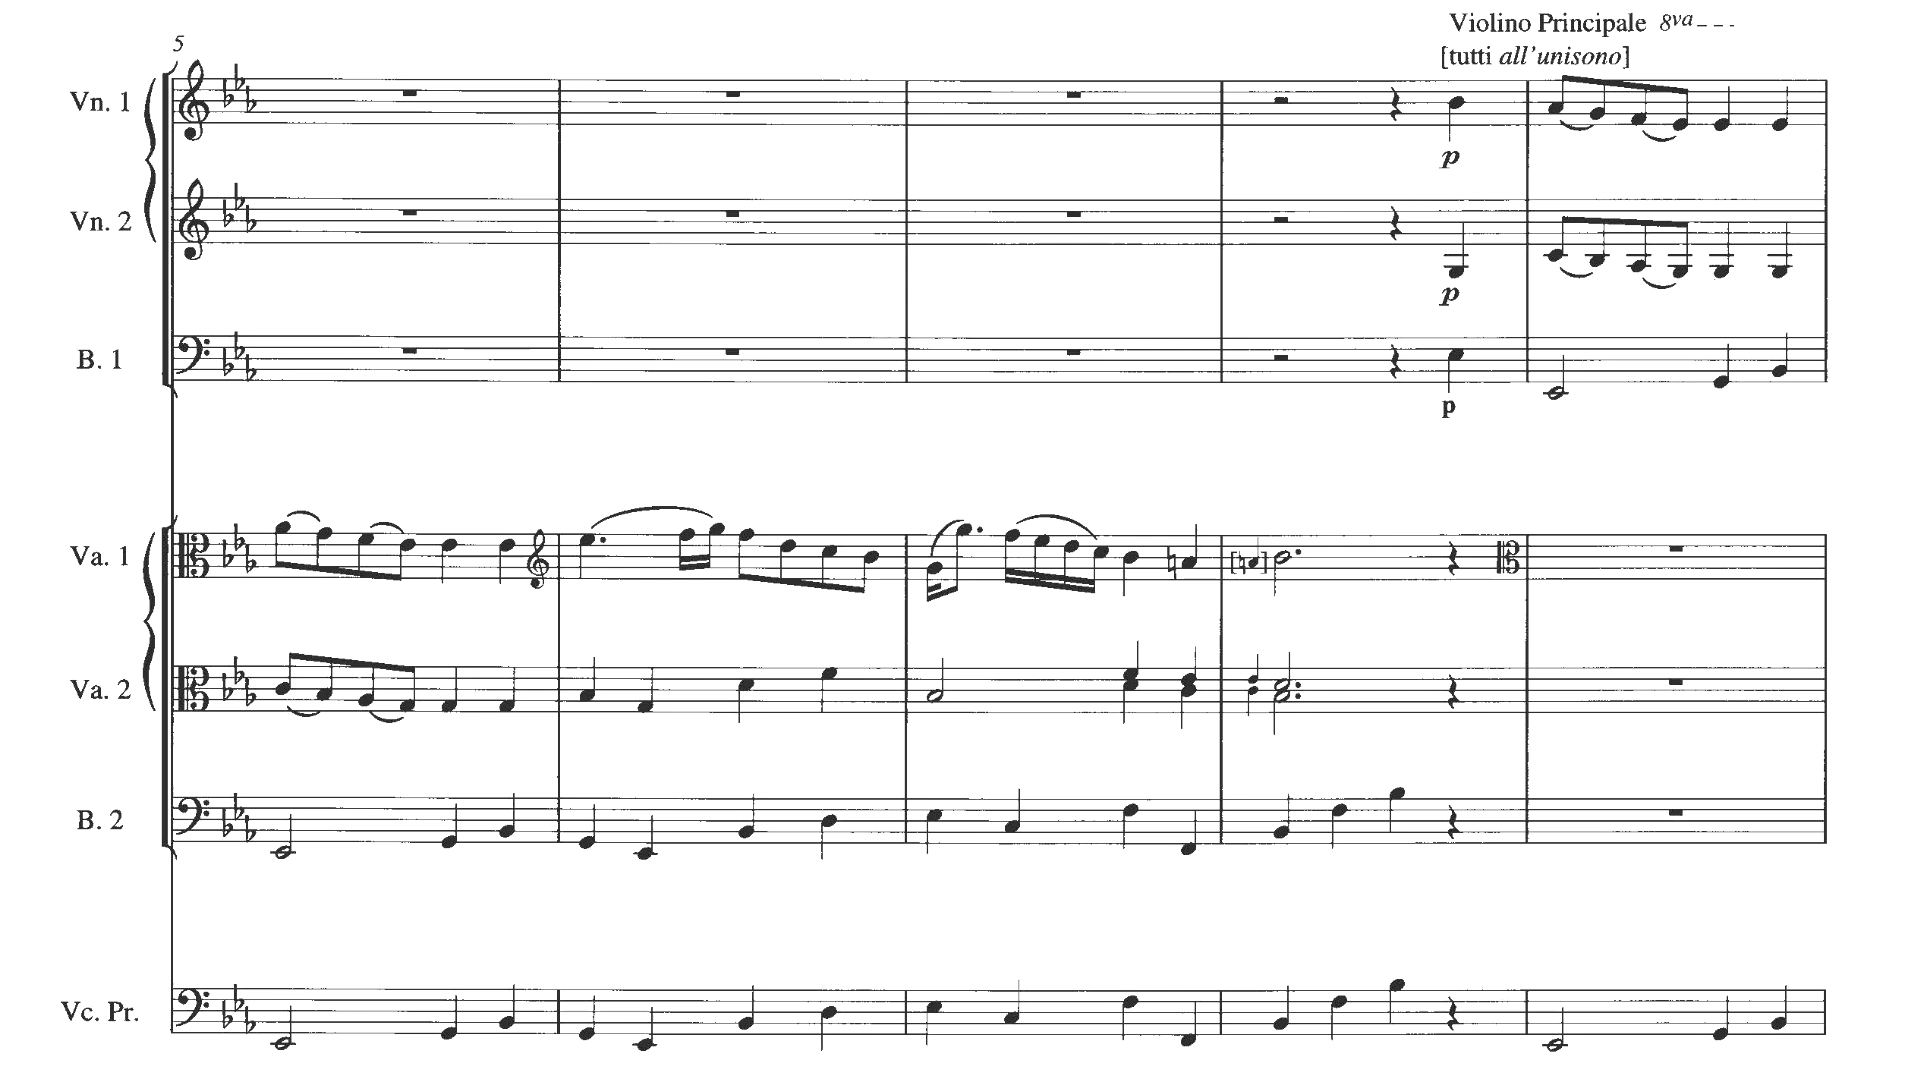 Violino Principale 8va
[tutti all'unisono]
5
Vn. 1
p
Vn. 2
p
B. 1
p
Va. 1
Va. 2
B. 2
Vc. Pr.